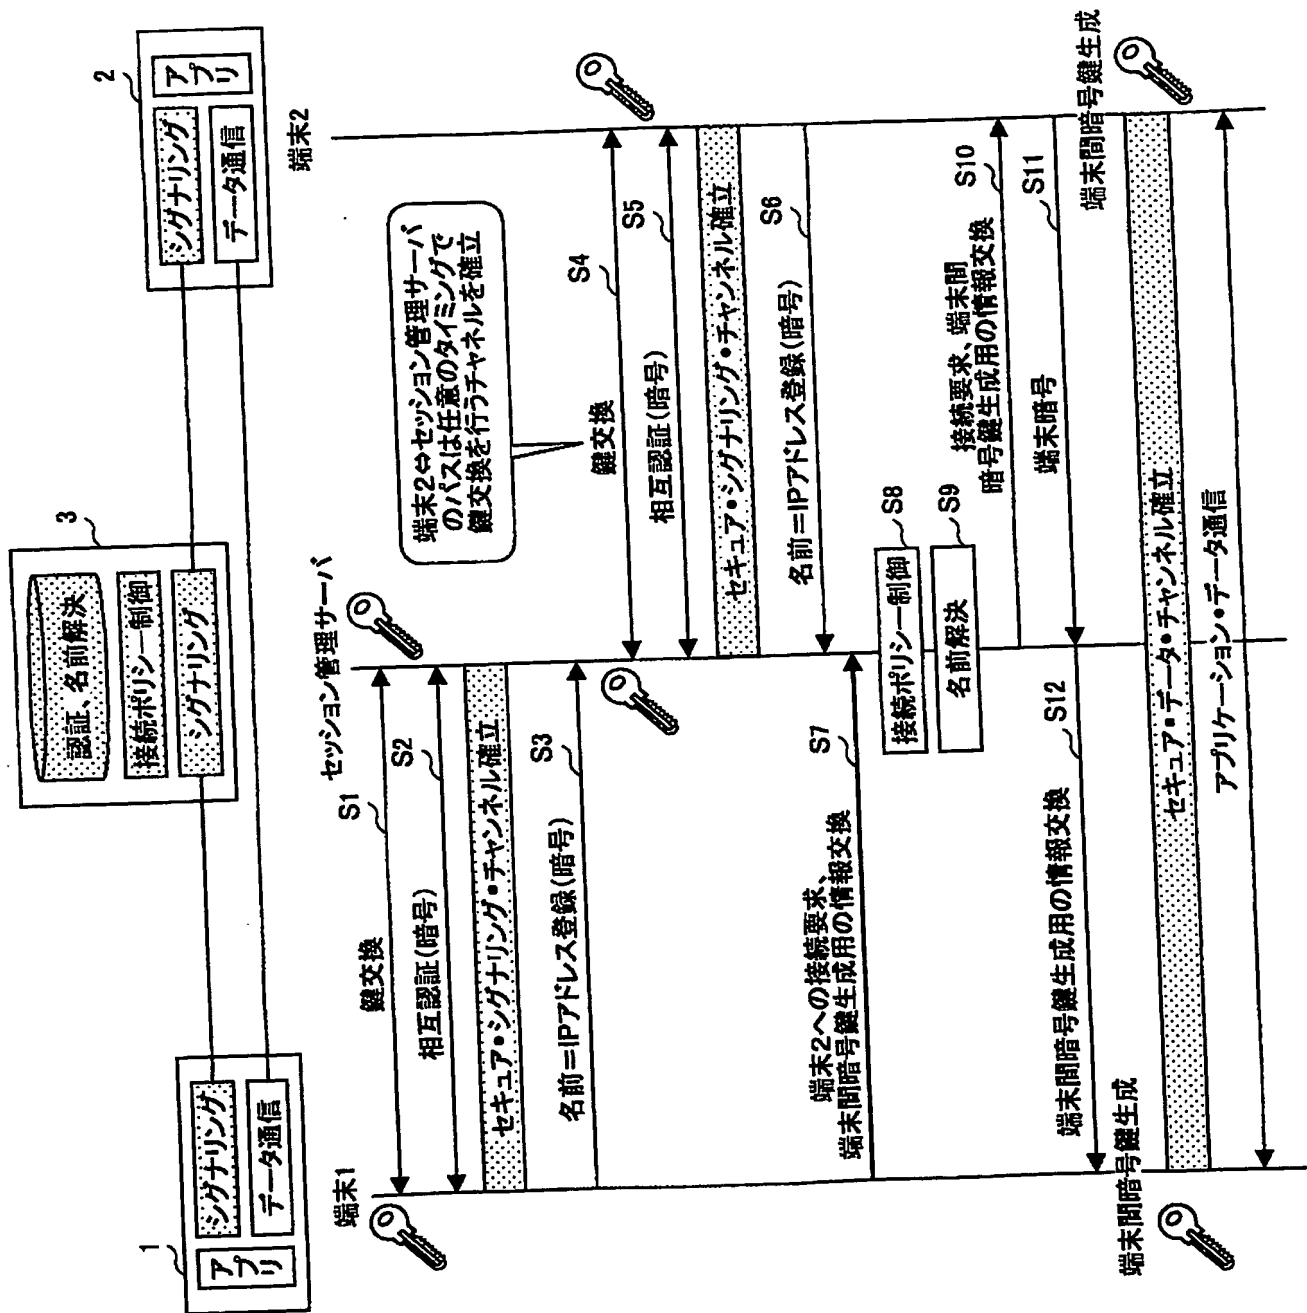 1
アプリ
シグナリング
データ通信
3
認証、名前解決
接続ポリシー制御
シグナリング
2
シグナリング
データ通信
アプリ
端末1
セッション管理サーバ
端末2
鍵交換
S1
相互認証(暗号)
S2
セキュア・シグナリング・チャンネル確立
名前=IPアドレス登録(暗号)
S3
端末2⇔セッション管理サーバ
のパスは任意のタイミングで
鍵交換を行うチャネルを確立
鍵交換
S4
相互認証(暗号)
S5
セキュア・シグナリング・チャンネル確立
名前=IPアドレス登録(暗号)
S6
端末2への接続要求、
端末間暗号鍵生成用の情報交換
S7
接続ポリシー制御
S8
名前解決
S9
接続要求、端末間
暗号鍵生成用の情報交換
S10
端末暗号
S11
端末間暗号鍵生成用の情報交換
S12
端末間暗号鍵生成
端末間暗号鍵生成
セキュア・データ・チャンネル確立
アプリケーション・データ通信